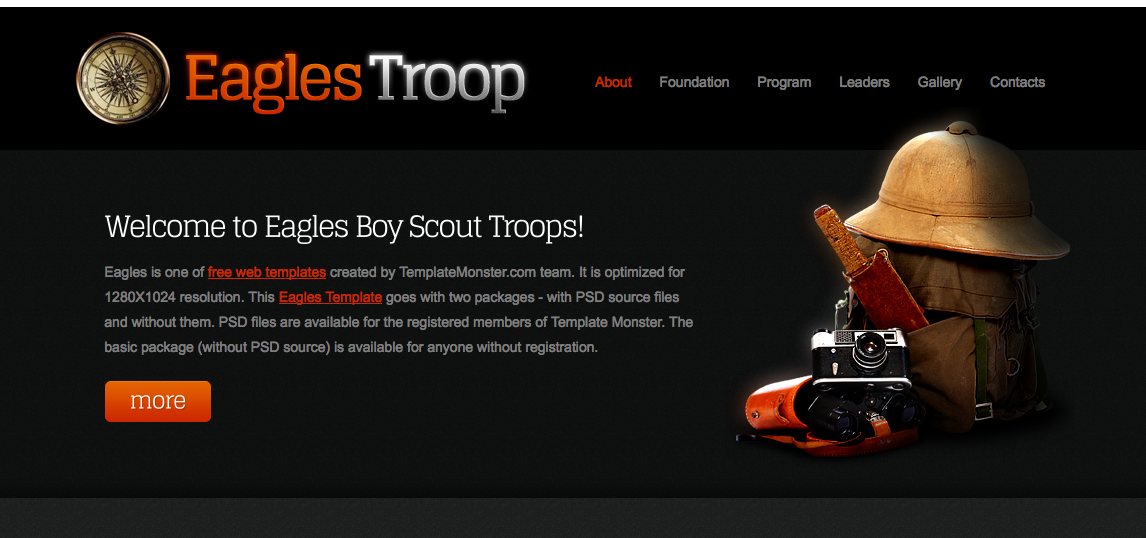 Eagles Troop
About Foundation Program Leaders Gallery Contacts
Welcome to Eagles Boy Scout Troops!
Eagles is one of free web templates created by TemplateMonster.com team. It is optimized for
1280X1024 resolution. This Eagles Template goes with two packages - with PSD source files
and without them. PSD files are available for the registered members of Template Monster. The
basic package (without PSD source) is available for anyone without registration.
more